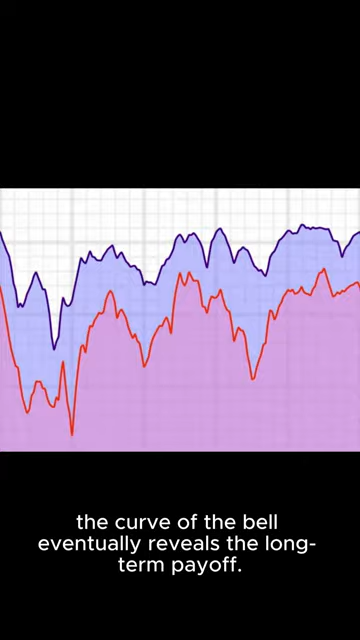 the curve of the bell
eventually reveals the long-
term payoff.